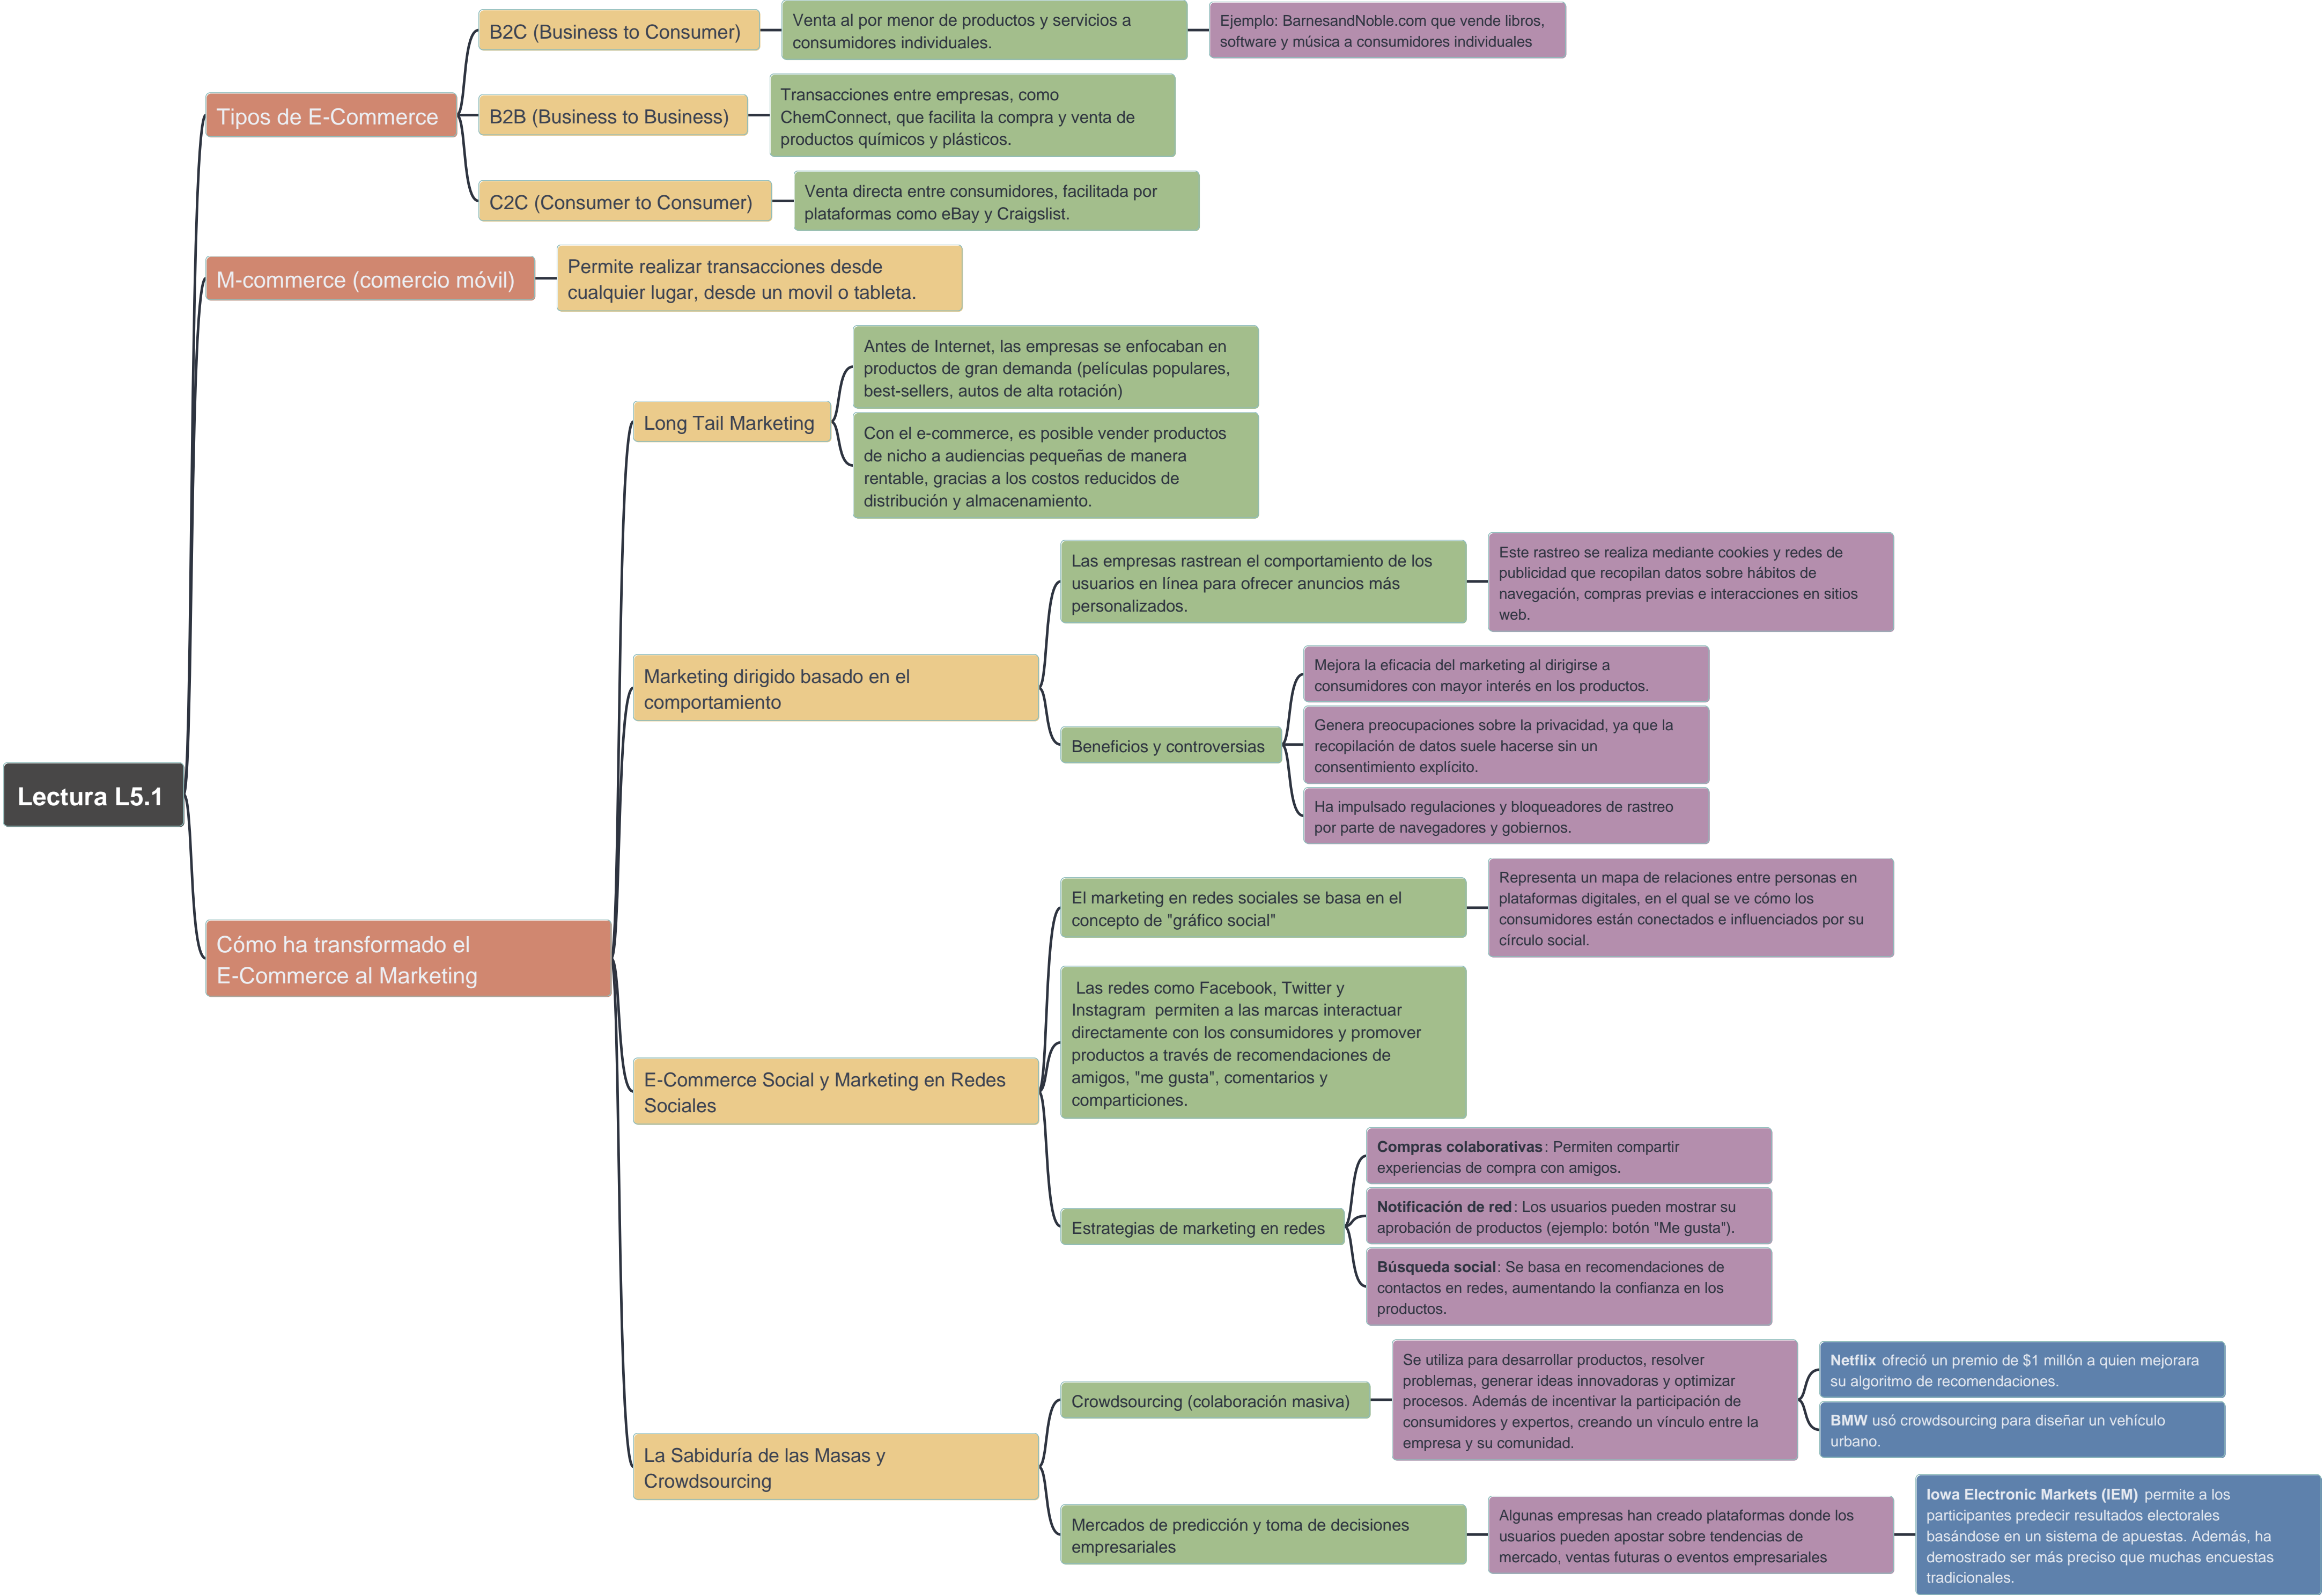 B2C (Business to Consumer)
Venta al por menor de productos y servicios a
consumidores individuales.
Ejemplo: BarnesandNoble.com que vende libros,
software y música a consumidores individuales
Tipos de E-Commerce
B2B (Business to Business)
Transacciones entre empresas, como
ChemConnect, que facilita la compra y venta de
productos químicos y plásticos.
C2C (Consumer to Consumer)
Venta directa entre consumidores, facilitada por
plataformas como eBay y Craigslist.
M-commerce (comercio móvil)
Permite realizar transacciones desde
cualquier lugar, desde un movil o tableta.
Long Tail Marketing
Antes de Internet, las empresas se enfocaban en
productos de gran demanda (películas populares,
best-sellers, autos de alta rotación)
Con el e-commerce, es posible vender productos
de nicho a audiencias pequeñas de manera
rentable, gracias a los costos reducidos de
distribución y almacenamiento.
Marketing dirigido basado en el
comportamiento
Las empresas rastrean el comportamiento de los
usuarios en línea para ofrecer anuncios más
personalizados.
Este rastreo se realiza mediante cookies y redes de
publicidad que recopilan datos sobre hábitos de
navegación, compras previas e interacciones en sitios
web.
Beneficios y controversias
Mejora la eficacia del marketing al dirigirse a
consumidores con mayor interés en los productos.
Genera preocupaciones sobre la privacidad, ya que la
recopilación de datos suele hacerse sin un
consentimiento explícito.
Ha impulsado regulaciones y bloqueadores de rastreo
por parte de navegadores y gobiernos.
Lectura L5.1
Cómo ha transformado el
E-Commerce al Marketing
E-Commerce Social y Marketing en Redes
Sociales
El marketing en redes sociales se basa en el
concepto de "gráfico social"
Representa un mapa de relaciones entre personas en
plataformas digitales, en el qual se ve cómo los
consumidores están conectados e influenciados por su
círculo social.
Las redes como Facebook, Twitter y
Instagram permiten a las marcas interactuar
directamente con los consumidores y promover
productos a través de recomendaciones de
amigos, "me gusta", comentarios y
comparticiones.
Estrategias de marketing en redes
Compras colaborativas: Permiten compartir
experiencias de compra con amigos.
Notificación de red: Los usuarios pueden mostrar su
aprobación de productos (ejemplo: botón "Me gusta").
Búsqueda social: Se basa en recomendaciones de
contactos en redes, aumentando la confianza en los
productos.
La Sabiduría de las Masas y
Crowdsourcing
Crowdsourcing (colaboración masiva)
Se utiliza para desarrollar productos, resolver
problemas, generar ideas innovadoras y optimizar
procesos. Además de incentivar la participación de
consumidores y expertos, creando un vínculo entre la
empresa y su comunidad.
Netflix ofreció un premio de $1 millón a quien mejorara
su algoritmo de recomendaciones.
BMW usó crowdsourcing para diseñar un vehículo
urbano.
Mercados de predicción y toma de decisiones
empresariales
Algunas empresas han creado plataformas donde los
usuarios pueden apostar sobre tendencias de
mercado, ventas futuras o eventos empresariales
Iowa Electronic Markets (IEM) permite a los
participantes predecir resultados electorales
basándose en un sistema de apuestas. Además, ha
demostrado ser más preciso que muchas encuestas
tradicionales.